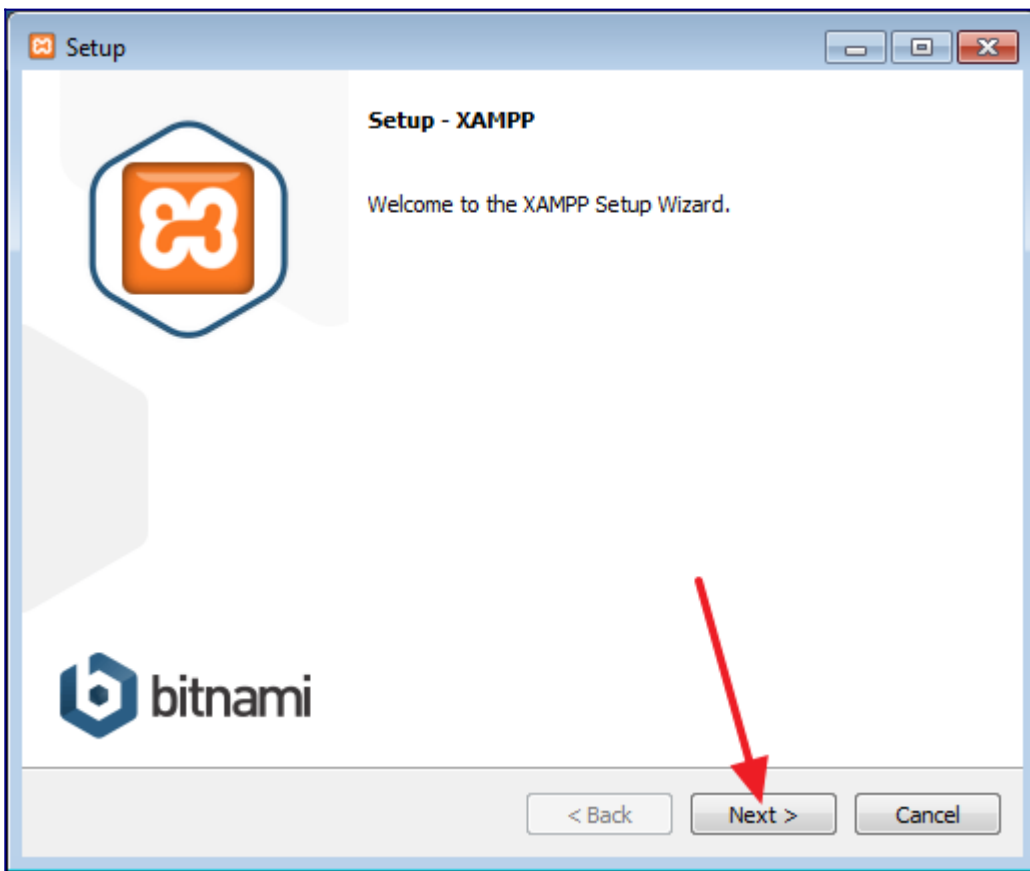 Setup
Setup - XAMPP
Welcome to the XAMPP Setup Wizard.
bitnami
< Back
Next >
Cancel